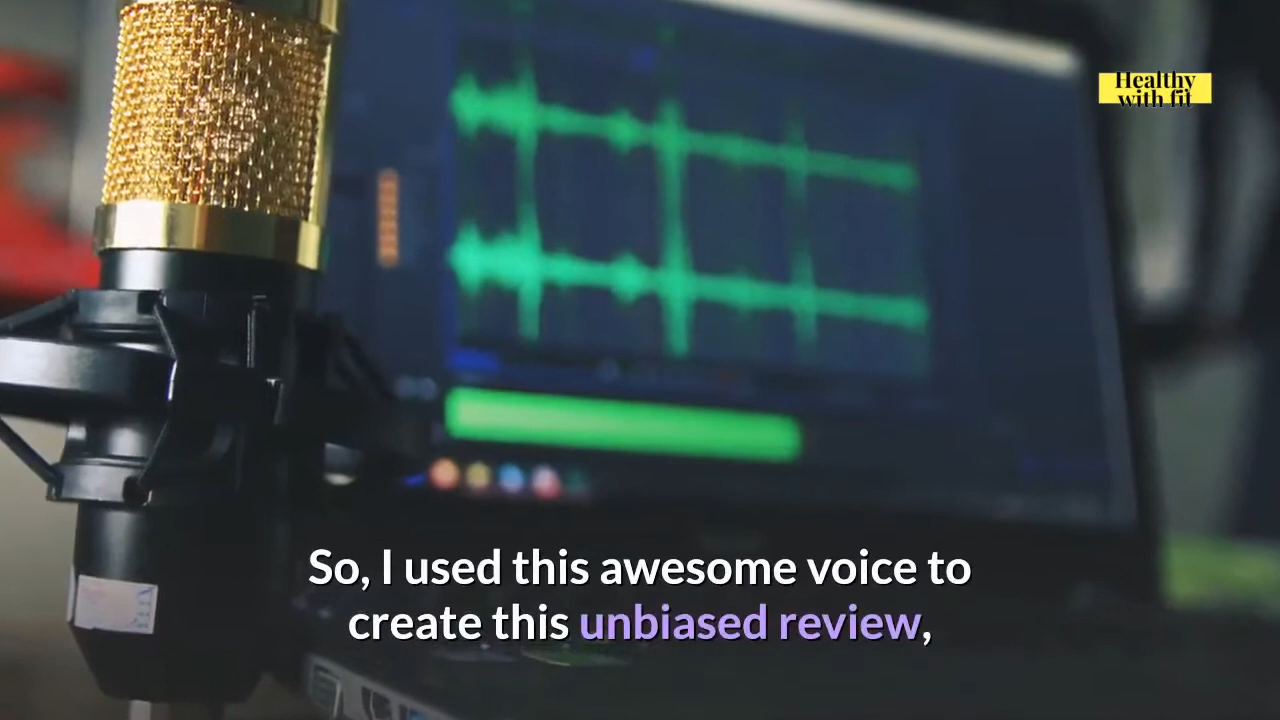 Healthy
with fit
So, I used this awesome voice to
create this unbiased review,